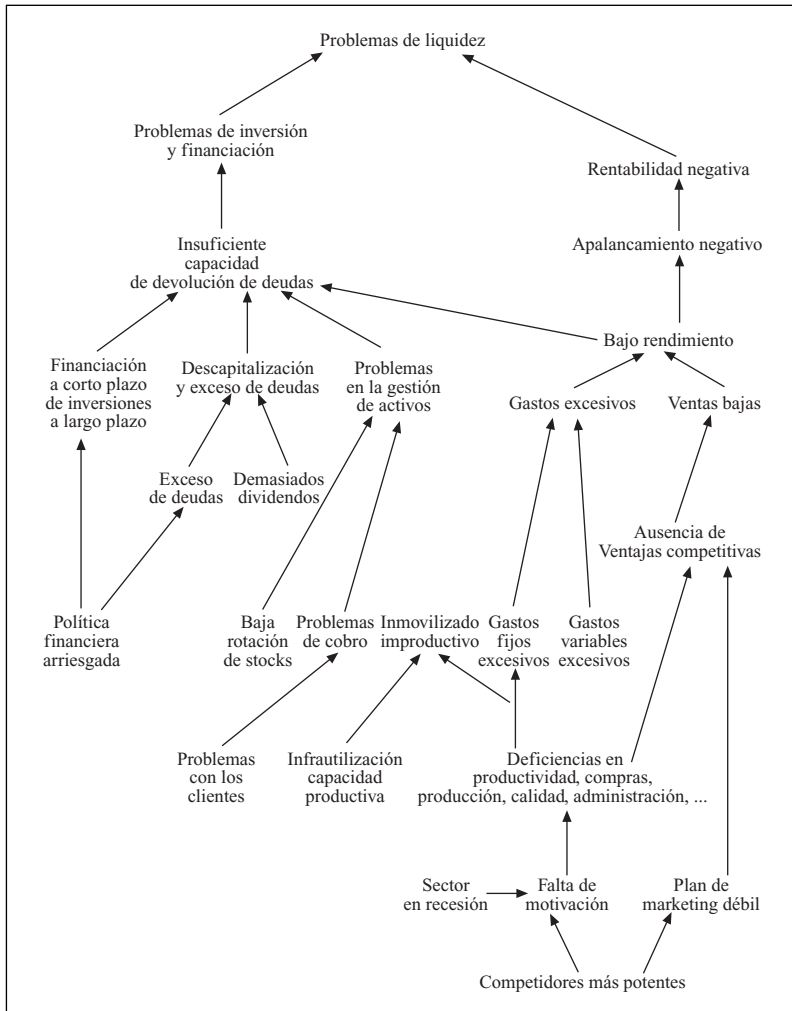 Problemas de liquidez
Problemas de inversión
y financiación
Rentabilidad negativa
Insuficiente
capacidad
de devolución de deudas
Apalancamiento negativo
Bajo rendimiento
Financiación
a corto plazo
de inversiones
a largo plazo
Descapitalización
y exceso de deudas
Problemas
en la gestión
de activos
Gastos excesivos
Ventas bajas
Exceso
de deudas
Demasiados
dividendos
Ausencia de
Ventajas competitivas
Política
financiera
arriesgada
Baja
rotación
de stocks
Problemas
de cobro
Inmovilizado
improductivo
Gastos
fijos
excesivos
Gastos
variables
excesivos
Problemas
con los
clientes
Infrautilización
capacidad
productiva
Deficiencias en
productividad, compras,
producción, calidad, administración, ...
Sector
en recesión
Falta de
motivación
Plan de
marketing débil
Competidores más potentes